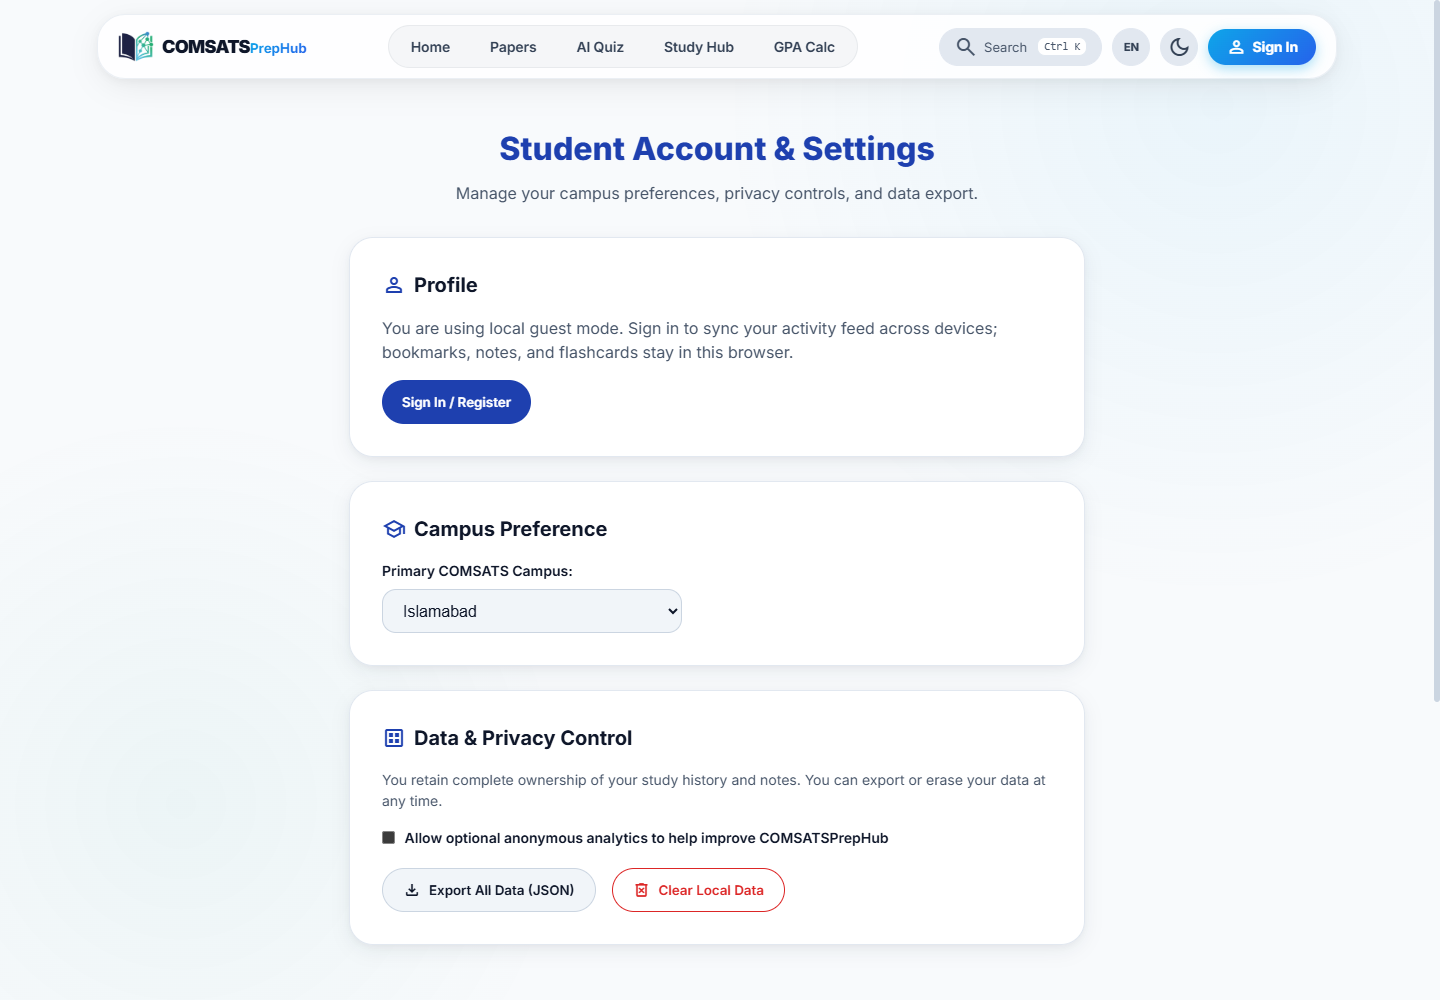 COMSATSPrepHub
Home
Papers
AI Quiz
Study Hub
GPA Calc
Search
Ctrl K
EN
Sign In
Student Account & Settings
Manage your campus preferences, privacy controls, and data export.
Profile
You are using local guest mode. Sign in to sync your activity feed across devices;
bookmarks, notes, and flashcards stay in this browser.
Sign In / Register
Campus Preference
Primary COMSATS Campus:
Islamabad
Data & Privacy Control
You retain complete ownership of your study history and notes. You can export or erase your data at
any time.
Allow optional anonymous analytics to help improve COMSATSPrepHub
Export All Data (JSON)
Clear Local Data